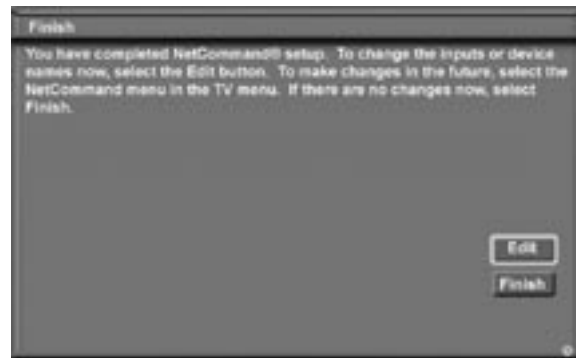 Finish
You have completed NetCommand® setup. To change the inputs or device
names now, select the Edit button. To make changes in the future, select the
NetCommand menu in the TV menu. If there are no changes now, select
Finish.
Edit
Finish